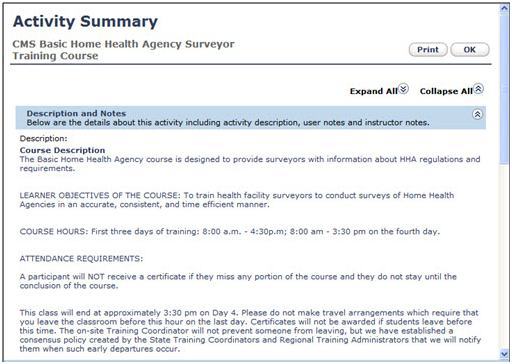 Activity Summary
CMS Basic Home Health Agency Surveyor
Training Course
Print OK
Expand All Collapse All
Description and Notes
Below are the details about this activity including activity description, user notes and instructor notes.
Description:
Course Description
The Basic Home Health Agency course is designed to provide surveyors with information about HHA regulations and
requirements.
LEARNER OBJECTIVES OF THE COURSE: To train health facility surveyors to conduct surveys of Home Health
Agencies in an accurate, consistent, and time efficient manner.
COURSE HOURS: First three days of training: 8:00 a.m. - 4:30p.m; 8:00 am - 3:30 pm on the fourth day.
ATTENDANCE REQUIREMENTS:
A participant will NOT receive a certificate if they miss any portion of the course and they do not stay until the
conclusion of the course.
This class will end at approximately 3:30 pm on Day 4. Please do not make travel arrangements which require that
you leave the classroom before this hour on the last day. Certificates will not be awarded if students leave before
this time. The on-site Training Coordinator will not prevent someone from leaving, but we have established a
consensus policy created by the State Training Coordinators and Regional Training Administrators that we will notify
them when such early departures occur.